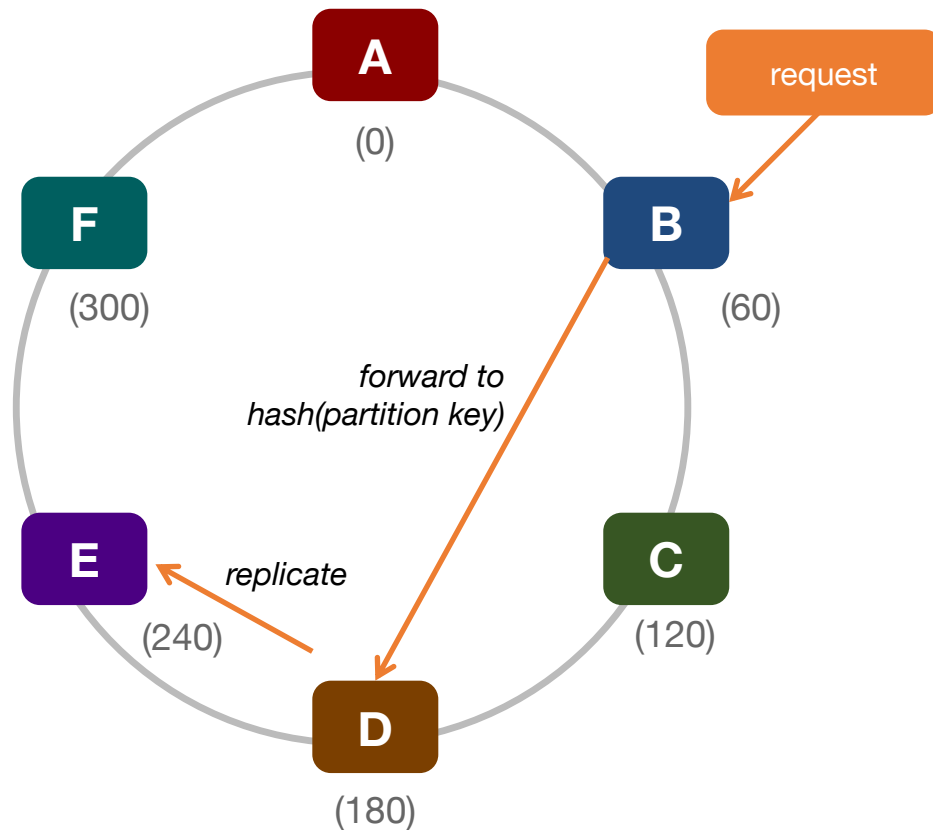 A
request
(0)
F
B
(300)
(60)
forward to
hash(partition key)
E
replicate
C
(240)
(120)
D
(180)